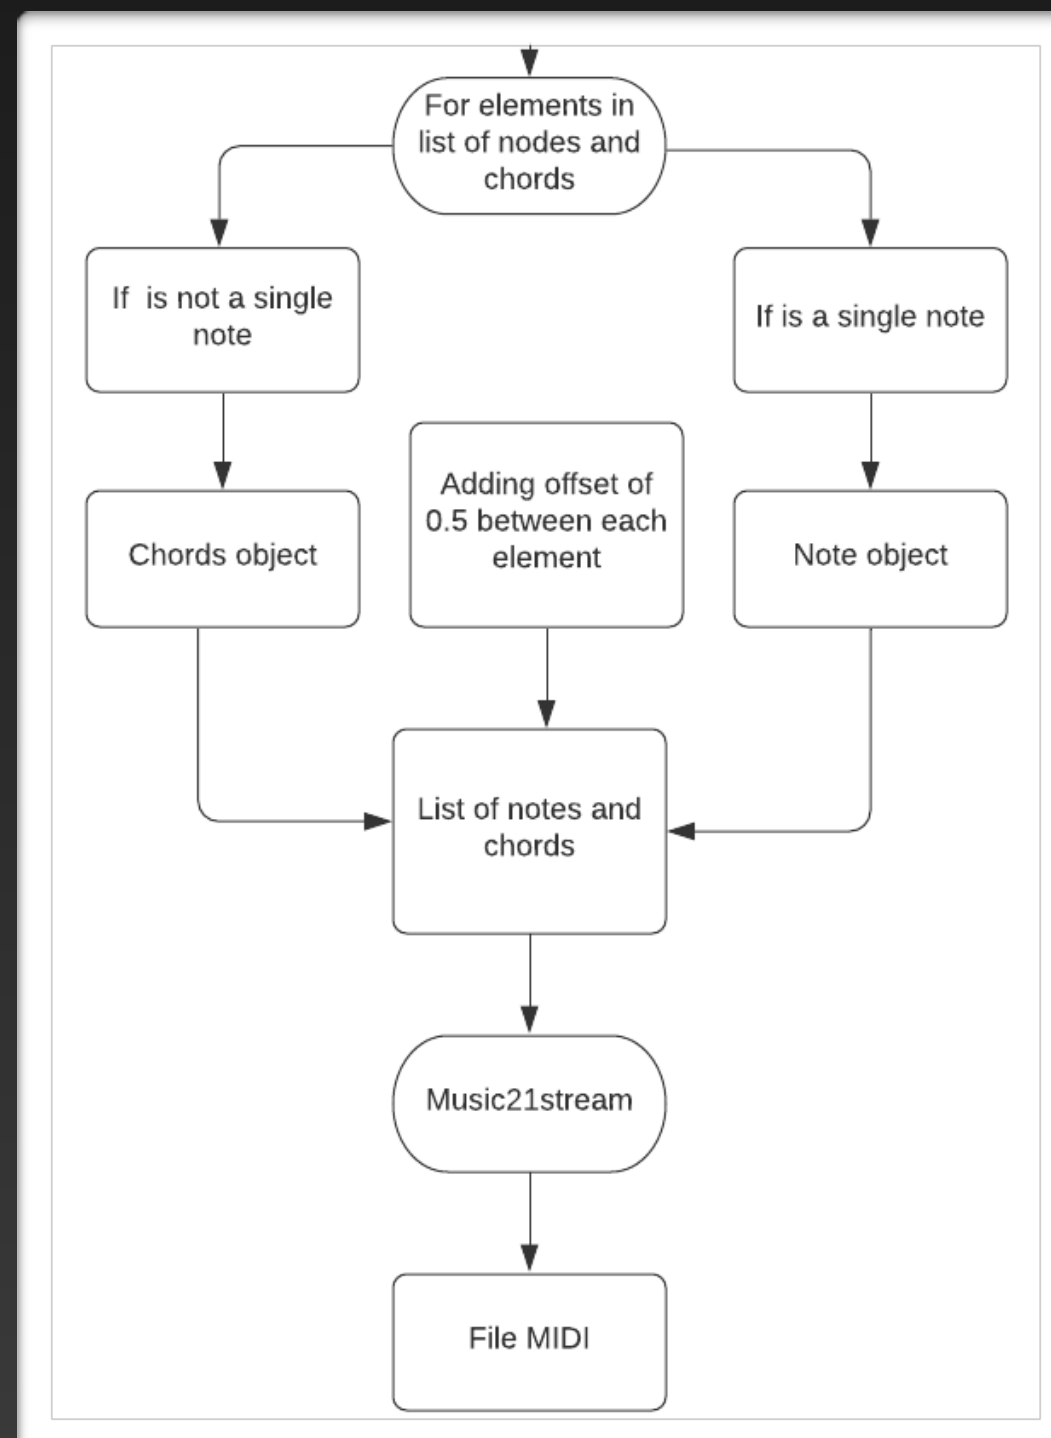 For elements in
list of nodes and
chords
If  is not a single
note
If is a single note
Adding offset of
0.5 between each
element
Chords object
Note object
List of notes and
chords
Music21stream
File MIDI